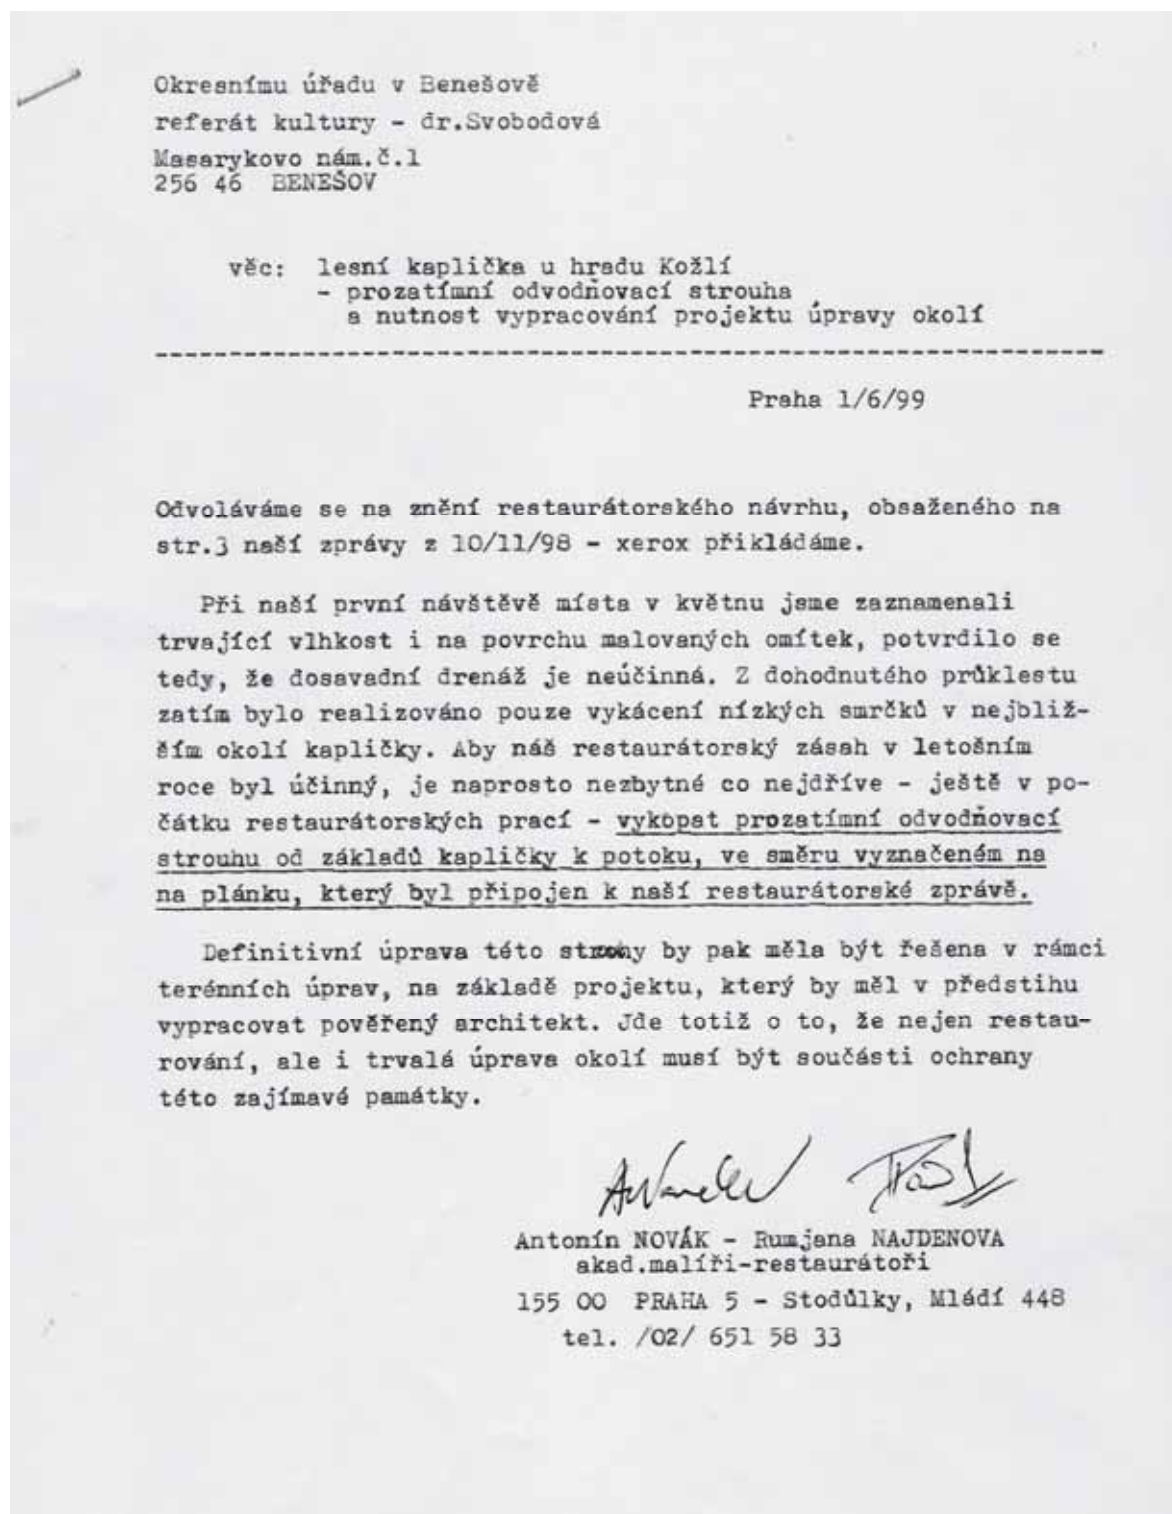 Okresnímu úřadu v Benešově
referát kultury - dr.Svobodová
Masarykovo nám.č.1
256 46 BENEŠOV
věc: lesní kaplička u hradu Kožlí
- prozatímní odvodňovací strouha
a nutnost vypracování projektu úpravy okolí
Praha 1/6/99
Odvoláváme se na znění restaurátorského návrhu, obsaženého na
str.3 naší zprávy z 10/11/98 - xerox přikládáme.
Při naší první návštěvě místa v květnu jsme zaznamenali
trvající vlhkost i na povrchu malovaných omítek, potvrdilo se
tedy, že dosavadní drenáž je neúčinná. Z dohodnutého průklestu
zatím bylo realizováno pouze vykácení nízkých smrčků v nejbliž-
ším okolí kapličky. Aby náš restaurátorský zásah v letošním
roce byl účinný, je naprosto nezbytné co nejdříve - ještě v po-
čátku restaurátorských prací - vykopat prozatímní odvodňovací
strouhu od základů kapličky k potoku, ve směru vyznačeném na
na plánku, který byl připojen k naší restaurátorské zprávě.
Definitivní úprava této strouhy by pak měla být řešena v rámci
terénních úprav, na základě projektu, který by měl v předstihu
vypracovat pověřený architekt. Jde totiž o to, že nejen restau-
rování, ale i trvalá úprava okolí musí být součásti ochrany
této zajímavé památky.
Antonín NOVÁK - Rumjana NAJDENOVA
akad.malíři-restaurátoři
155 00 PRAHA 5 - Stodůlky, Mládí 448
tel. /02/ 651 58 33